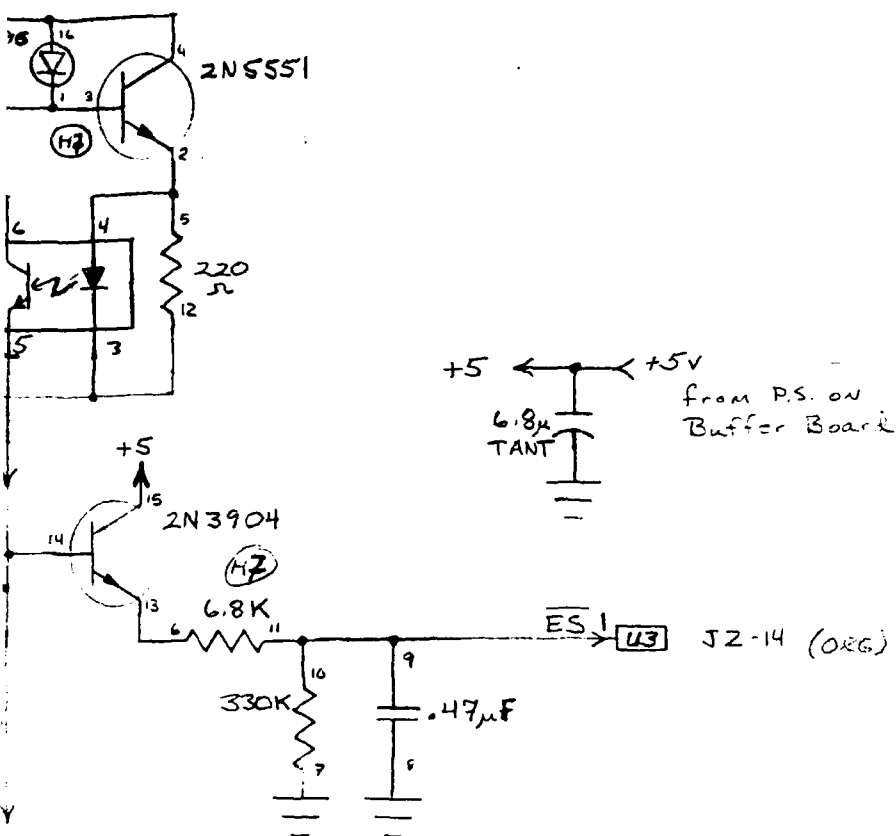 16
4
2N5551
1
3
H7
2
6
4
5
220
Ω
12
5
3
+5
+5V
from P.S. on
Buffer Board
6.8µ
TANT
+5
15
2N3904
14
H7
13
6.8K
6
11
ES
1
U3
J2-14 (ORG)
10
9
330K
.47µF
7
8